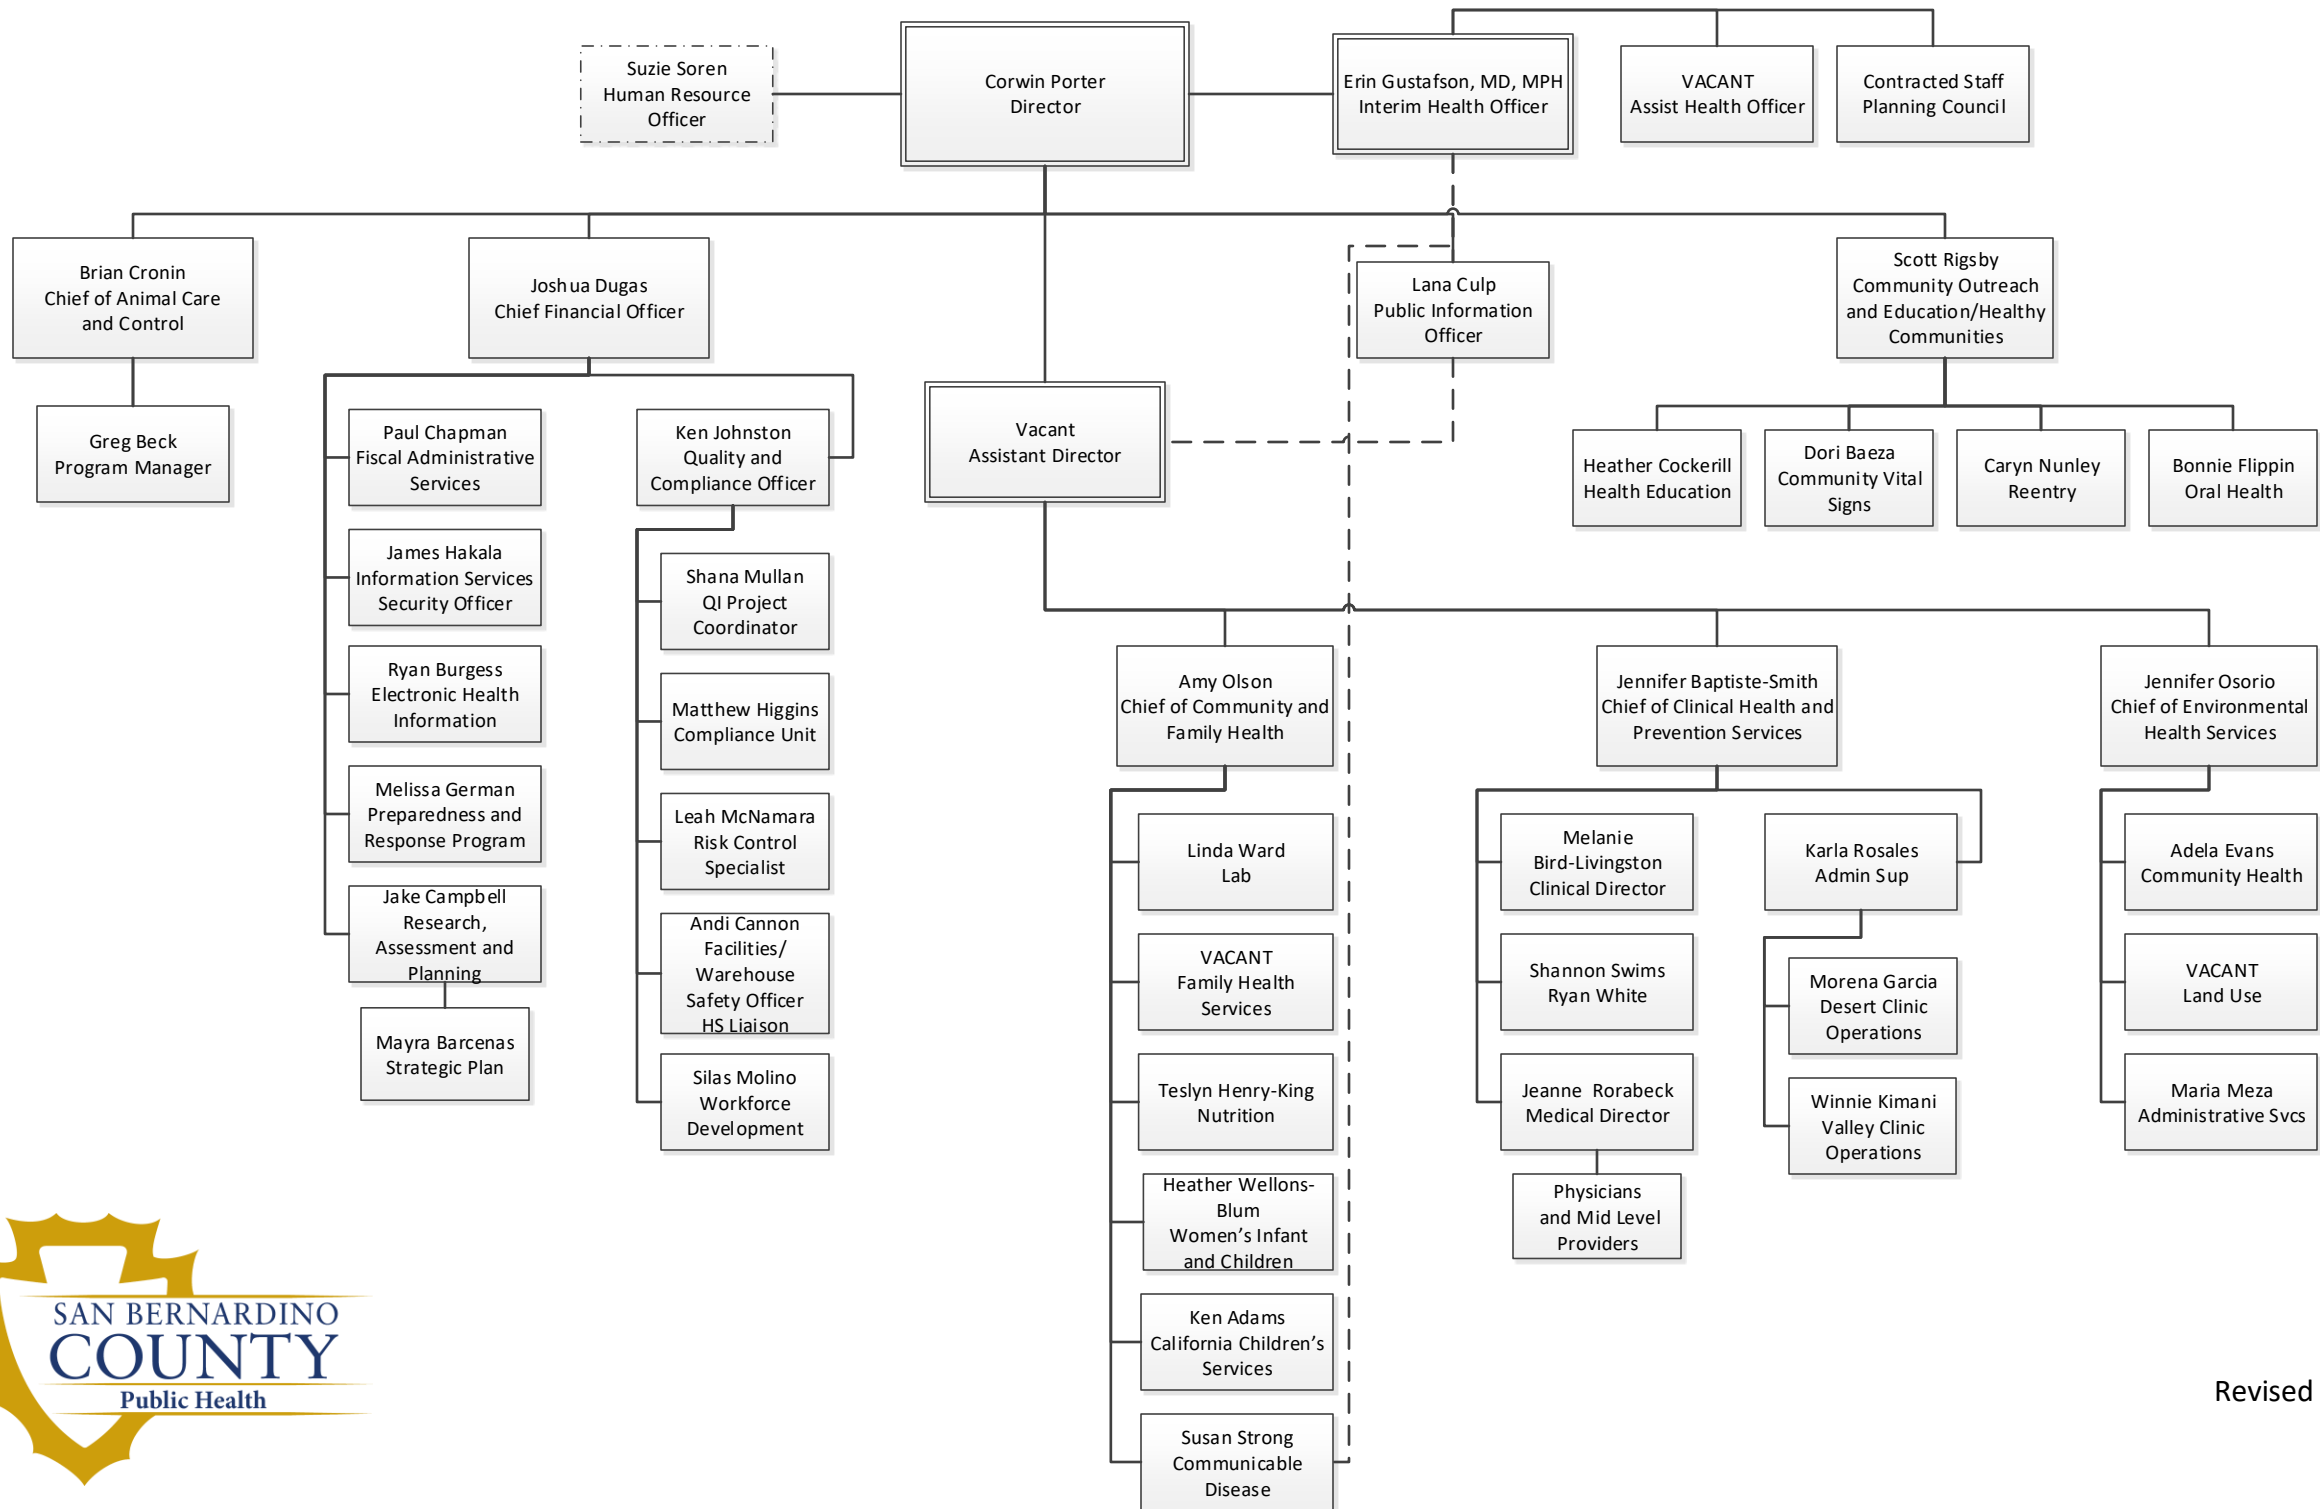 Suzie Soren
Human Resource
Officer
Corwin Porter
Director
Erin Gustafson, MD, MPH
Interim Health Officer
VACANT
Assist Health Officer
Contracted Staff
Planning Council
Brian Cronin
Chief of Animal Care
and Control
Joshua Dugas
Chief Financial Officer
Lana Culp
Public Information
Officer
Scott Rigsby
Community Outreach
and Education/Healthy
Communities
Greg Beck
Program Manager
Paul Chapman
Fiscal Administrative
Services
Ken Johnston
Quality and
Compliance Officer
Vacant
Assistant Director
Heather Cockerill
Health Education
Dori Baeza
Community Vital
Signs
Caryn Nunley
Reentry
Bonnie Flippin
Oral Health
James Hakala
Information Services
Security Officer
Ryan Burgess
Electronic Health
Information
Melissa German
Preparedness and
Response Program
Jake Campbell
Research,
Assessment and
Planning
Mayra Barcenas
Strategic Plan
Shana Mullan
QI Project
Coordinator
Matthew Higgins
Compliance Unit
Leah McNamara
Risk Control
Specialist
Andi Cannon
Facilities/
Warehouse
Safety Officer
HS Liaison
Silas Molino
Workforce
Development
Amy Olson
Chief of Community and
Family Health
Jennifer Baptiste-Smith
Chief of Clinical Health and
Prevention Services
Jennifer Osorio
Chief of Environmental
Health Services
Linda Ward
Lab
VACANT
Family Health
Services
Teslyn Henry-King
Nutrition
Heather Wellons-
Blum
Women’s Infant
and Children
Ken Adams
California Children’s
Services
Susan Strong
Communicable
Disease
Melanie
Bird-Livingston
Clinical Director
Shannon Swims
Ryan White
Jeanne Rorabeck
Medical Director
Physicians
and Mid Level
Providers
Karla Rosales
Admin Sup
Morena Garcia
Desert Clinic
Operations
Winnie Kimani
Valley Clinic
Operations
Adela Evans
Community Health
VACANT
Land Use
Maria Meza
Administrative Svcs
SAN BERNARDINO
COUNTY
Public Health
Revised